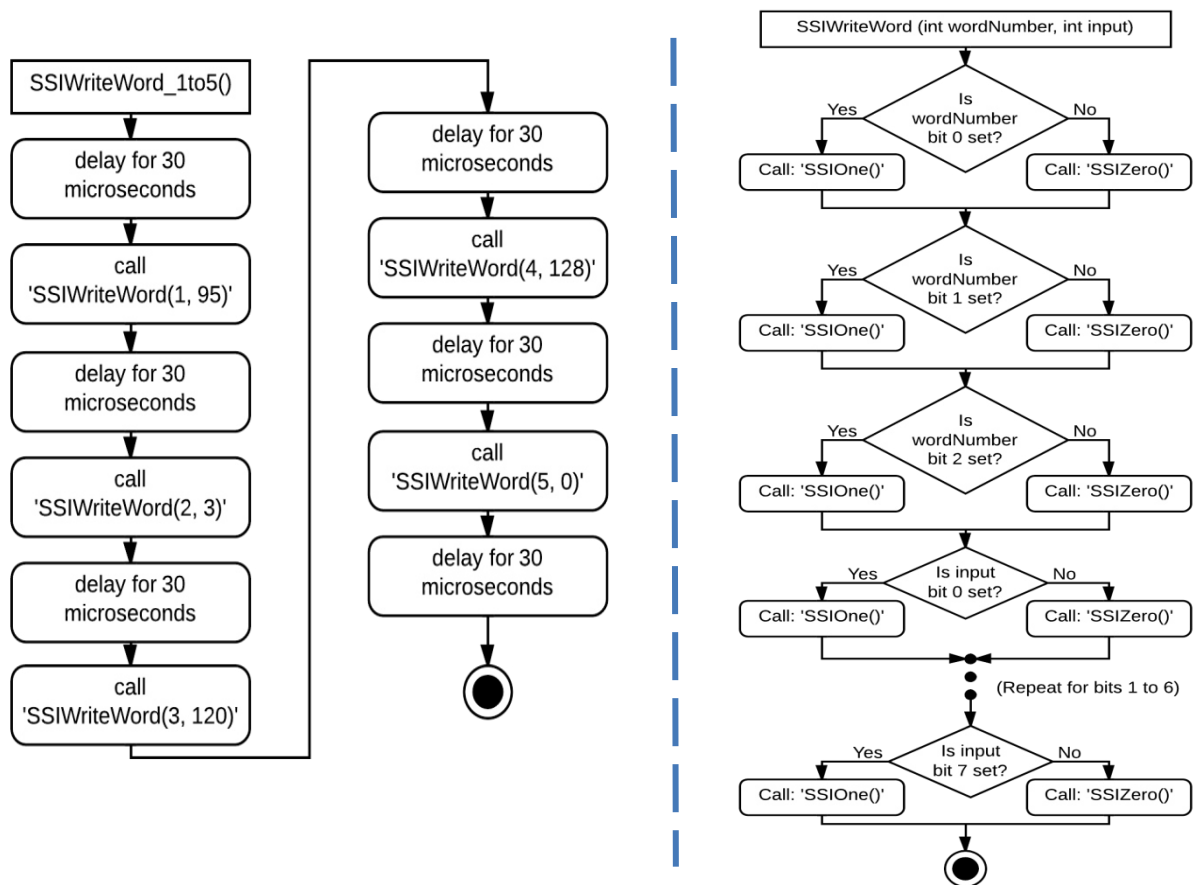 SSIWriteWord_1to5()
delay for 30
microseconds
call
'SSIWriteWord(1, 95)'
delay for 30
microseconds
call
'SSIWriteWord(2, 3)'
delay for 30
microseconds
call
'SSIWriteWord(3, 120)'
delay for 30
microseconds
call
'SSIWriteWord(4, 128)'
delay for 30
microseconds
call
'SSIWriteWord(5, 0)'
delay for 30
microseconds
SSIWriteWord (int wordNumber, int input)
Is
wordNumber
bit 0 set?
Yes
No
Call: 'SSIOne()'
Call: 'SSIZero()'
Is
wordNumber
bit 1 set?
Yes
No
Call: 'SSIOne()'
Call: 'SSIZero()'
Is
wordNumber
bit 2 set?
Yes
No
Call: 'SSIOne()'
Call: 'SSIZero()'
Is input
bit 0 set?
Yes
No
Call: 'SSIOne()'
Call: 'SSIZero()'
(Repeat for bits 1 to 6)
Is input
bit 7 set?
Yes
No
Call: 'SSIOne()'
Call: 'SSIZero()'